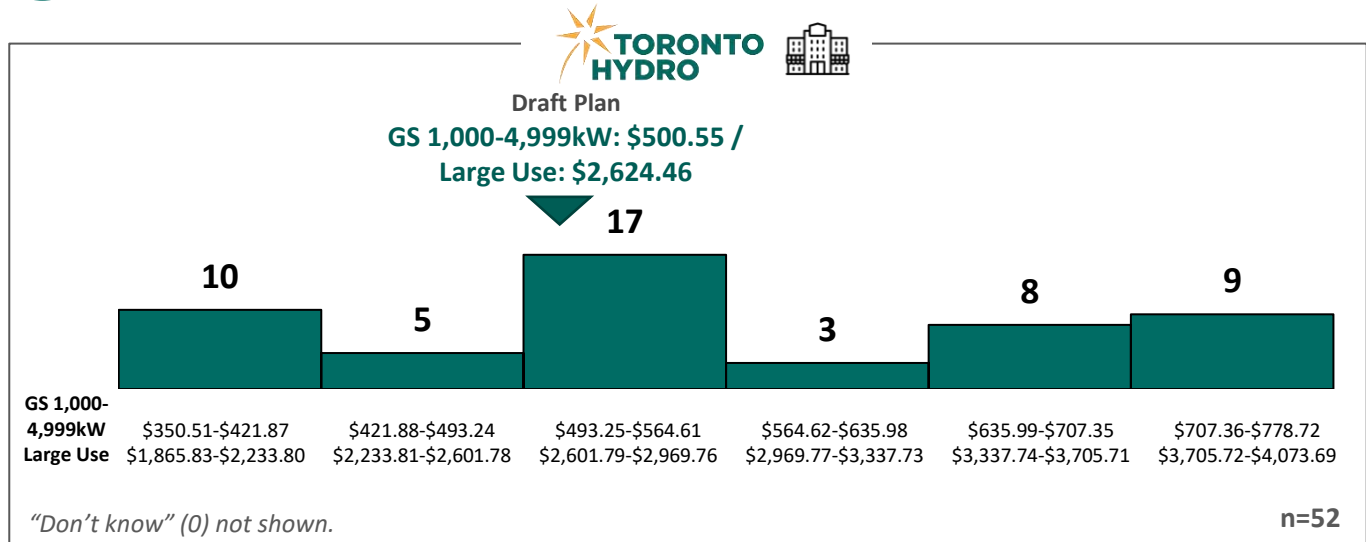 TORONTO
HYDRO
Draft Plan
GS 1,000-4,999kW: $500.55 /
Large Use: $2,624.46
10
5
17
3
8
9
GS 1,000-
4,999kW $350.51-$421.87 $421.88-$493.24 $493.25-$564.61 $564.62-$635.98 $635.99-$707.35 $707.36-$778.72
Large Use $1,865.83-$2,233.80 $2,233.81-$2,601.78 $2,601.79-$2,969.76 $2,969.77-$3,337.73 $3,337.74-$3,705.71 $3,705.72-$4,073.69
“Don’t know” (0) not shown.
n=52